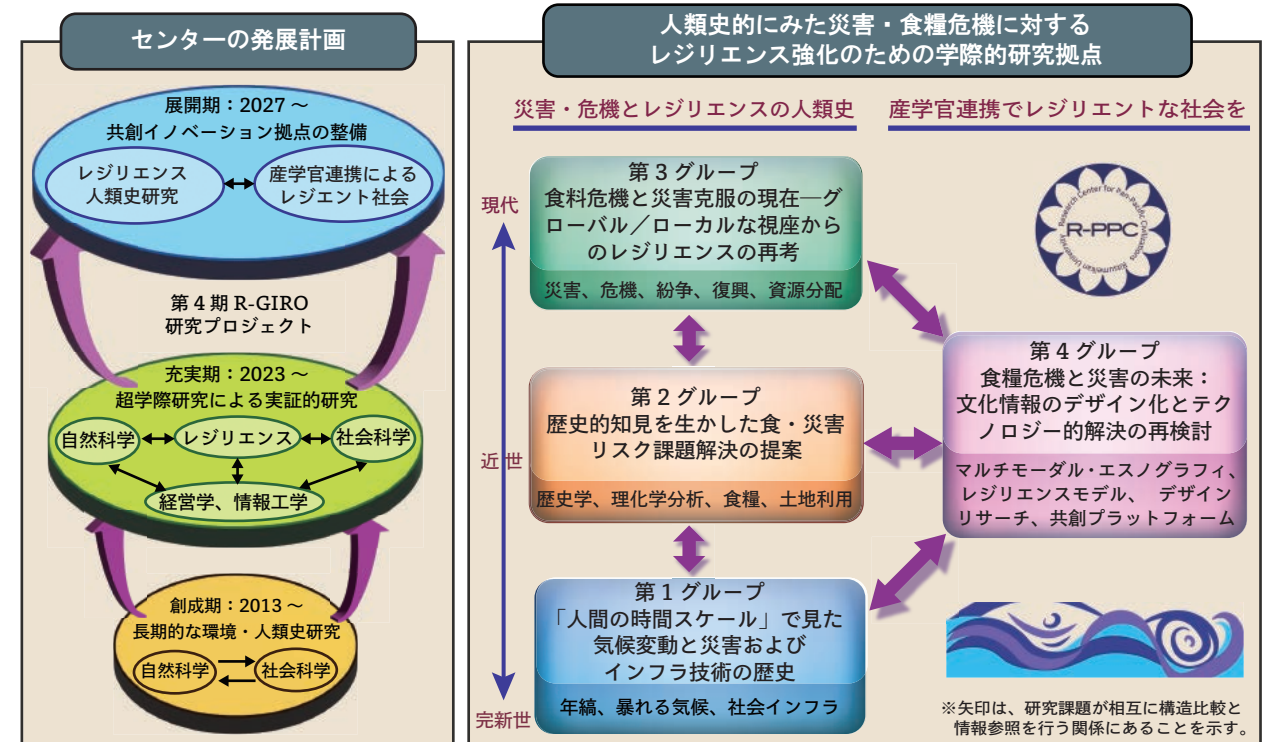 センターの発展計画
展開期：2027 ～
共創イノベーション拠点の整備
レジリエンス
人類史研究
産学官連携による
レジエント社会
第 4 期 R-GIRO
研究プロジェクト
充実期：2023 ～
超学際研究による実証的研究
自然科学
レジリエンス
社会科学
経営学、情報工学
創成期：2013 ～
長期的な環境・人類史研究
自然科学
社会科学
人類史的にみた災害・食糧危機に対する
レジリエンス強化のための学際的研究拠点
災害・危機とレジリエンスの人類史
産学官連携でレジリエントな社会を
現代
近 世
完新世
第 3 グループ
食料危機と災害克服の現在―グ
ローバル／ローカルな視座から
のレジリエンスの再考
災害、危機、紛争、復興、資源分配
第 2 グループ
歴史的知見を生かした食・災害
リスク課題解決の提案
歴史学、理化学分析、食糧、土地利用
第 1 グループ
「人間の時間スケール」で見た
気候変動と災害および
インフラ技術の歴史
年縞、暴れる気候、社会インフラ
Research Center for Pan-Pacific Civilizations
R-PPC
Ritsumeikan University
第 4 グループ
食糧危機と災害の未来：
文化情報のデザイン化とテク
ノロジー的解決の再検討
マルチモーダル・エスノグラフィ、
レジリエンスモデル、 デザイン
リサーチ、共創プラットフォーム
※矢印は、研究課題が相互に構造比較と
情報参照を行う関係にあることを示す。